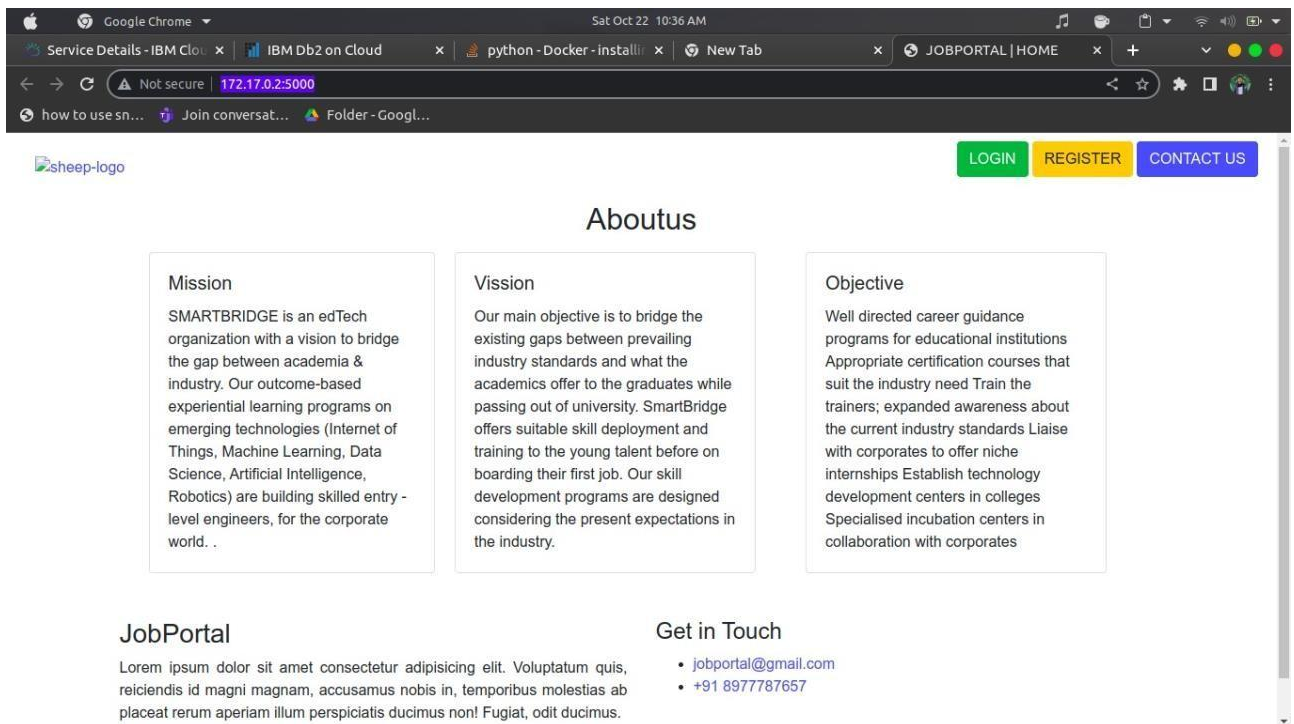 Google Chrome
Sat Oct 22 10:36 AM
Service Details - IBM Clou
IBM Db2 on Cloud
python - Docker - installi
New Tab
JOBPORTAL | HOME
Not secure | 172.17.0.2:5000
how to use sn...
Join conversat...
Folder - Googl...
sheep-logo
LOGIN
REGISTER
CONTACT US
Aboutus
Mission
SMARTBRIDGE is an edTech
organization with a vision to bridge
the gap between academia &
industry. Our outcome-based
experiential learning programs on
emerging technologies (Internet of
Things, Machine Learning, Data
Science, Artificial Intelligence,
Robotics) are building skilled entry -
level engineers, for the corporate
world. .
Vission
Our main objective is to bridge the
existing gaps between prevailing
industry standards and what the
academics offer to the graduates while
passing out of university. SmartBridge
offers suitable skill deployment and
training to the young talent before on
boarding their first job. Our skill
development programs are designed
considering the present expectations in
the industry.
Objective
Well directed career guidance
programs for educational institutions
Appropriate certification courses that
suit the industry need Train the
trainers; expanded awareness about
the current industry standards Liaise
with corporates to offer niche
internships Establish technology
development centers in colleges
Specialised incubation centers in
collaboration with corporates
JobPortal
Lorem ipsum dolor sit amet consectetur adipisicing elit. Voluptatum quis,
reiciendis id magni magnam, accusamus nobis in, temporibus molestias ab
placeat rerum aperiam illum perspiciatis ducimus non! Fugiat, odit ducimus.
Get in Touch
jobportal@gmail.com
+91 8977787657